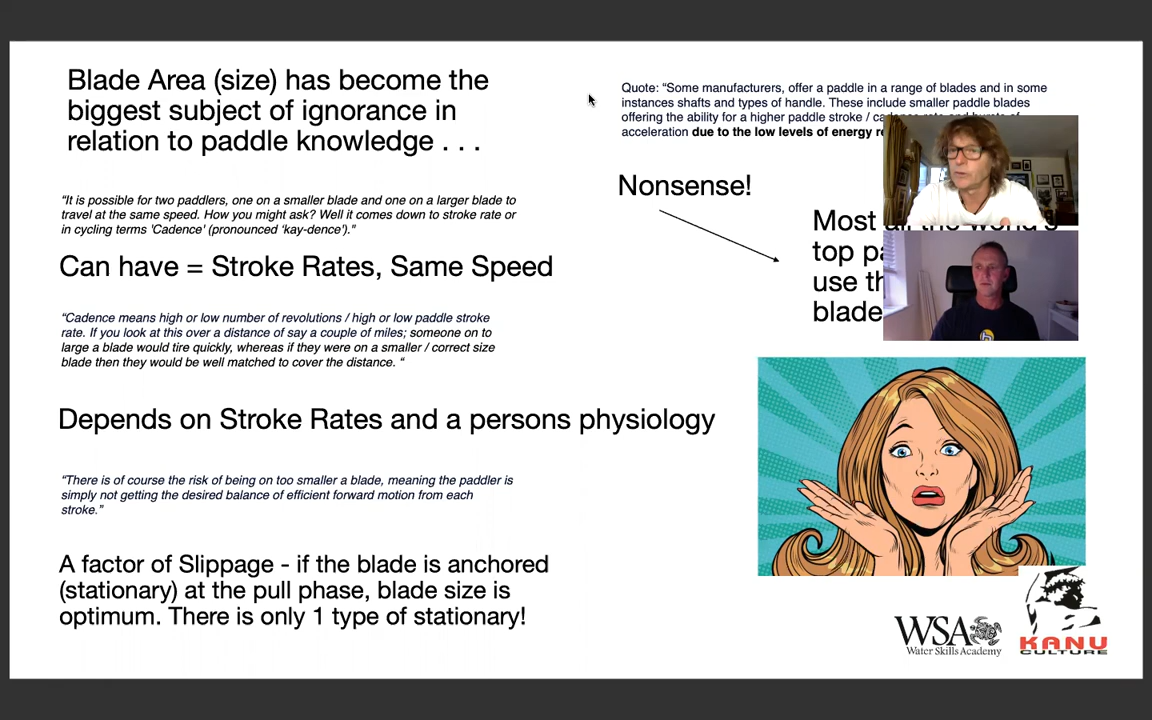 Blade Area (size) has become the
biggest subject of ignorance in
relation to paddle knowledge . . .
"It is possible for two paddlers, one on a smaller blade and one on a larger blade to
travel at the same speed. How you might ask? Well it comes down to stroke rate or
in cycling terms 'Cadence' (pronounced 'kay-dence')."
Can have = Stroke Rates, Same Speed
"Cadence means high or low number of revolutions / high or low paddle stroke
rate. If you look at this over a distance of say a couple of miles; someone on to
large a blade would tire quickly, whereas if they were on a smaller / correct size
blade then they would be well matched to cover the distance. "
Depends on Stroke Rates and a persons physiology
"There is of course the risk of being on too smaller a blade, meaning the paddler is
simply not getting the desired balance of efficient forward motion from each
stroke."
A factor of Slippage - if the blade is anchored
(stationary) at the pull phase, blade size is
optimum. There is only 1 type of stationary!
Quote: "Some manufacturers, offer a paddle in a range of blades and in some
instances shafts and types of handle. These include smaller paddle blades
offering the ability for a higher paddle stroke / cadence rate and bursts of
acceleration due to the low levels of energy
Nonsense!
Most all the world's
top
use
blade
WSA
Water Skills Academy
KANU
CULTURE